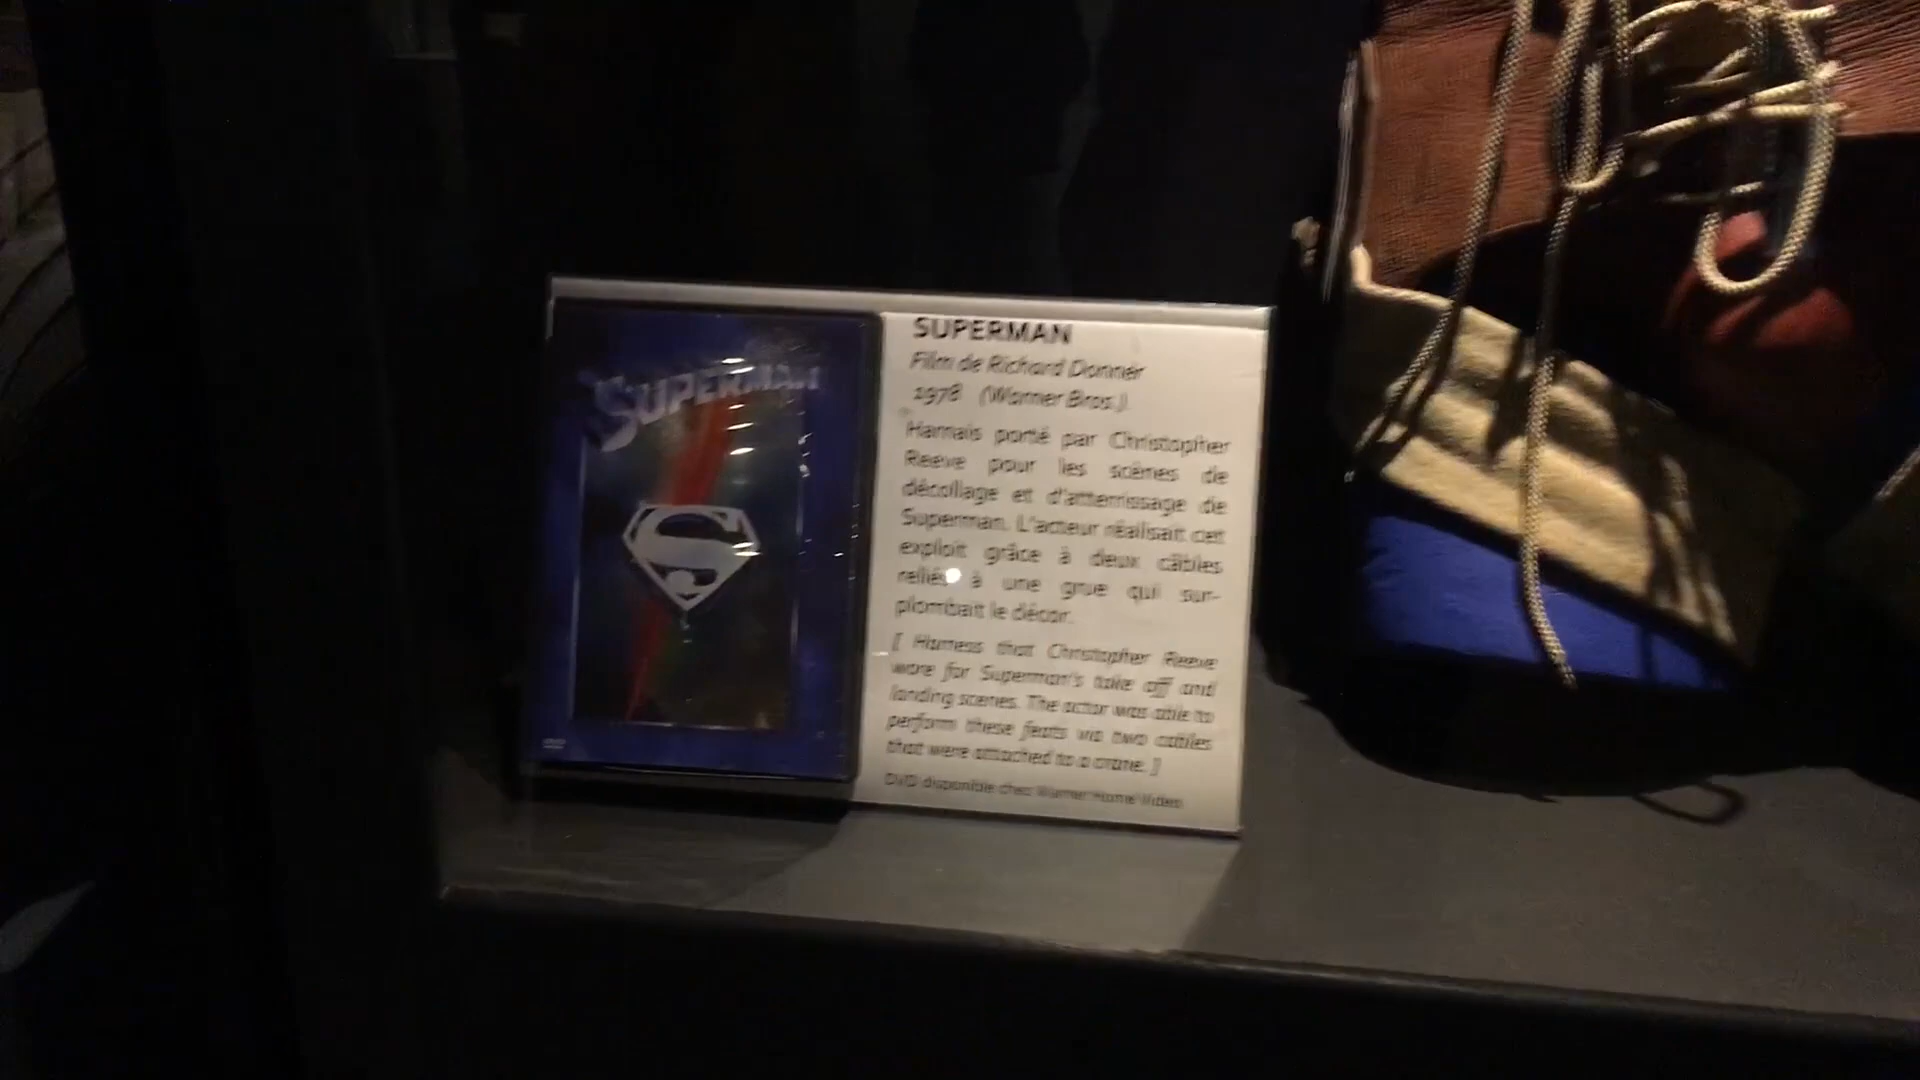 SUPERMAN
SUPERMAN
Film de Richard Donner
1978 (Warner Bros.)
Harnais porté par Christopher
Reeve pour les scènes de
décollage et d'atterrissage de
Superman. L'acteur réalisait cet
exploit grâce à deux câbles
reliés à une grue qui sur-
plombait le décor.
[ Harness that Christopher Reeve
wore for Superman's take off and
landing scenes. The actor was able to
perform these feats via two cables
that were attached to a crane. ]
DVD disponible chez Warner Home Video
S
DVD